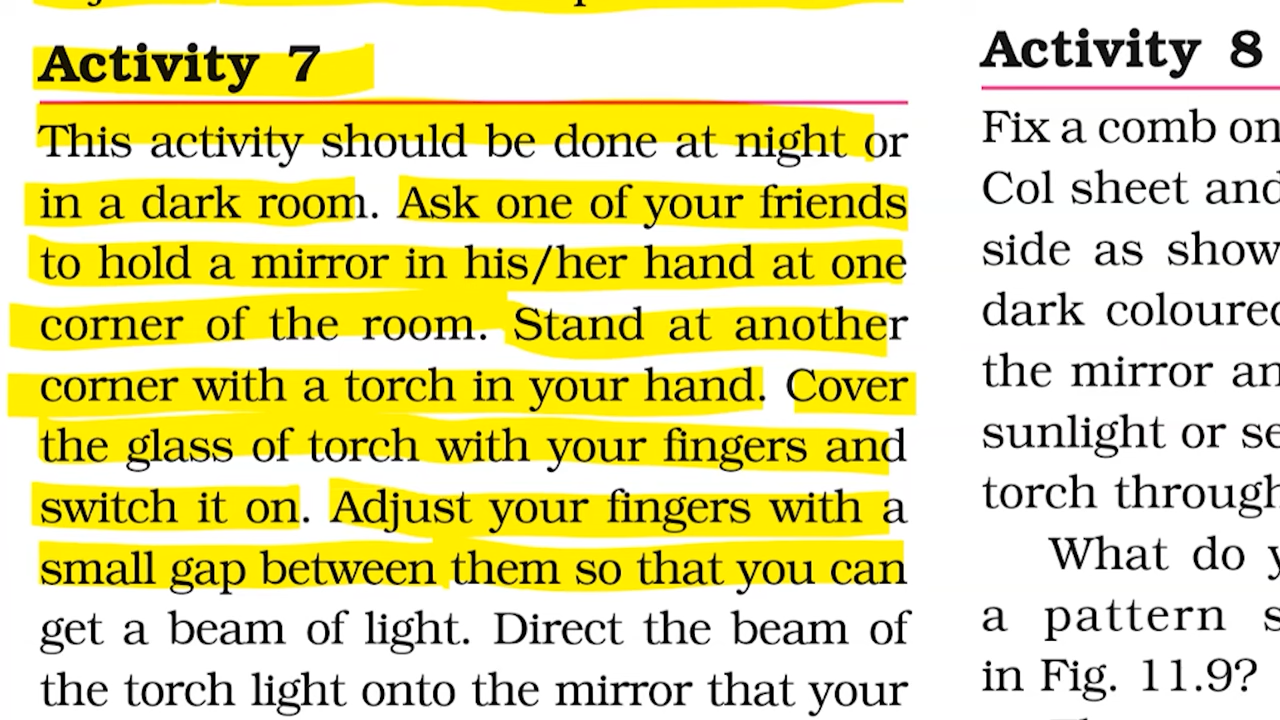 Activity 7
This activity should be done at night or
in a dark room. Ask one of your friends
to hold a mirror in his/her hand at one
corner of the room. Stand at another
corner with a torch in your hand. Cover
the glass of torch with your fingers and
switch it on. Adjust your fingers with a
small gap between them so that you can
get a beam of light. Direct the beam of
the torch light onto the mirror that your
Activity 8
Fix a comb on
Col sheet and
side as show
dark coloured
the mirror an
sunlight or se
torch through
What do y
a pattern s
in Fig. 11.9?